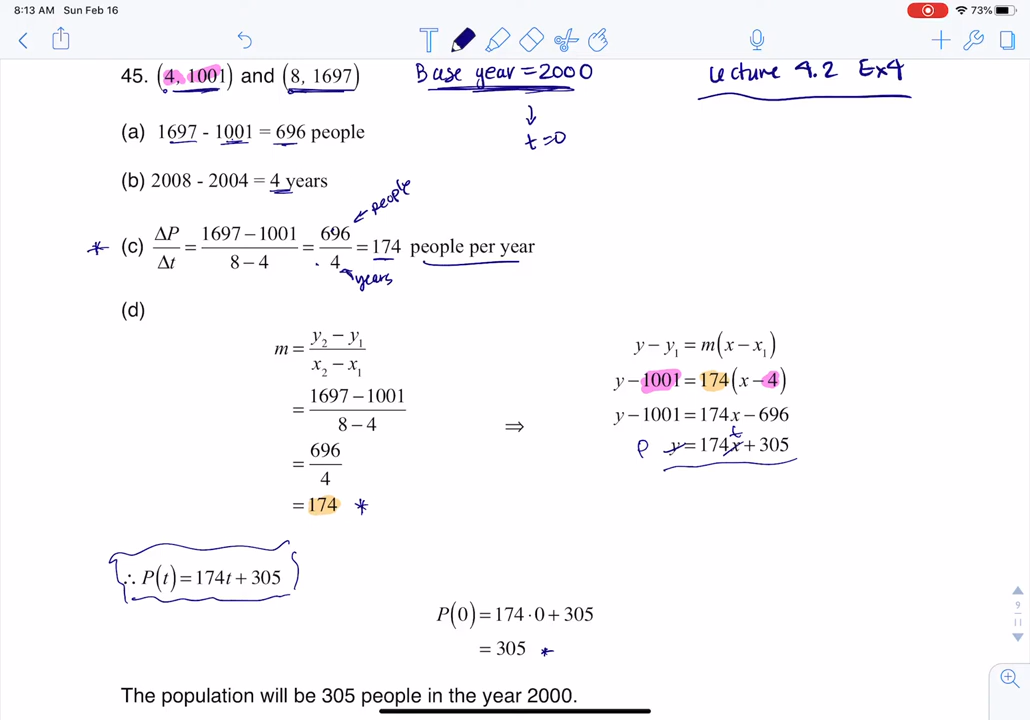 8:13 AM Sun Feb 16 73%
45. (4, 1001) and (8, 1697) Base year = 2000 Lecture 4.2 Ex4
↓
t = 0
(a) 1697 - 1001 = 696 people
(b) 2008 - 2004 = 4 years
← people
* (c) ΔP/Δt = (1697 − 1001)/(8 − 4) = 696/4 = 174 people per year
years
(d)
m = (y₂ − y₁)/(x₂ − x₁)
= (1697 − 1001)/(8 − 4)
= 696/4
= 174 *
⇒
y − y₁ = m(x − x₁)
y − 1001 = 174(x − 4)
y − 1001 = 174x − 696
t
P y = 174x + 305
∴ P(t) = 174t + 305
P(0) = 174 · 0 + 305
= 305 *
The population will be 305 people in the year 2000.
9
11